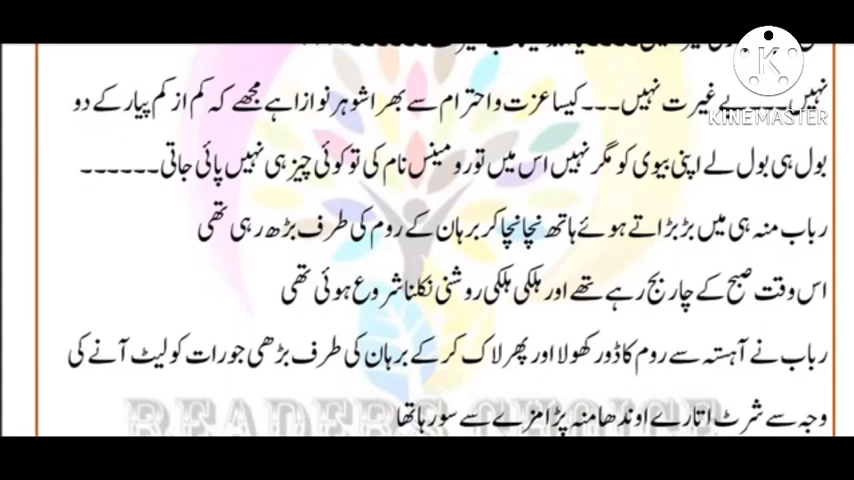 نہیں۔۔۔بے غیرت نہیں۔۔۔کیسا عزت و احترام سے بھرا شوہر نوازا ہے مجھے کہ کم از کم پیار کے دو
بول ہی بول لے اپنی بیوی کو مگر نہیں اس میں تو رومینس نام کی تو کوئی چیز ہی نہیں پائی جاتی۔۔۔۔۔۔
رباب منہ ہی میں بڑبڑاتے ہوئے ہاتھ نچا نچا کر برہان کے روم کی طرف بڑھ رہی تھی
اس وقت صبح کے چار بج رہے تھے اور ہلکی ہلکی روشنی نکلنا شروع ہوئی تھی
رباب نے آہستہ سے روم کا ڈور کھولا اور پھر لاک کر کے برہان کی طرف بڑھی جو رات کو لیٹ آنے کی
وجہ سے شرٹ اتارے اوندھا منہ پڑا مزے سے سو رہا تھا
K
KINEMASTER
READERS CHOICE